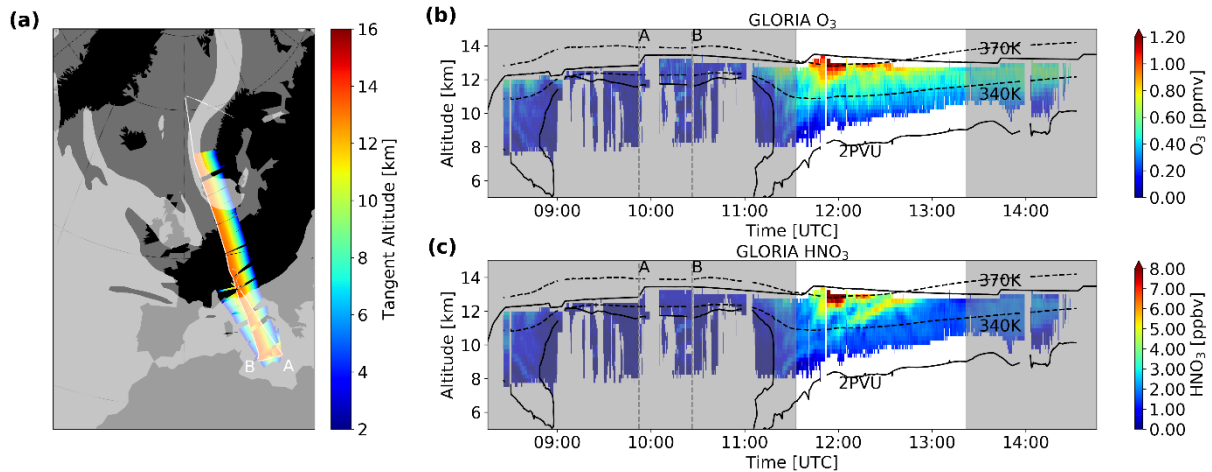 (a)
B
A
16
14
12
10
8
6
4
2
Tangent Altitude [km]
(b)
GLORIA O₃
A
B
370K
340K
2PVU
14
12
10
8
6
Altitude [km]
09:00
10:00
11:00
12:00
13:00
14:00
Time [UTC]
1.20
1.00
0.80
0.60
0.40
0.20
0.00
O₃ [ppmv]
(c)
GLORIA HNO₃
A
B
370K
340K
2PVU
14
12
10
8
6
Altitude [km]
09:00
10:00
11:00
12:00
13:00
14:00
Time [UTC]
8.00
7.00
6.00
5.00
4.00
3.00
2.00
1.00
0.00
HNO₃ [ppbv]